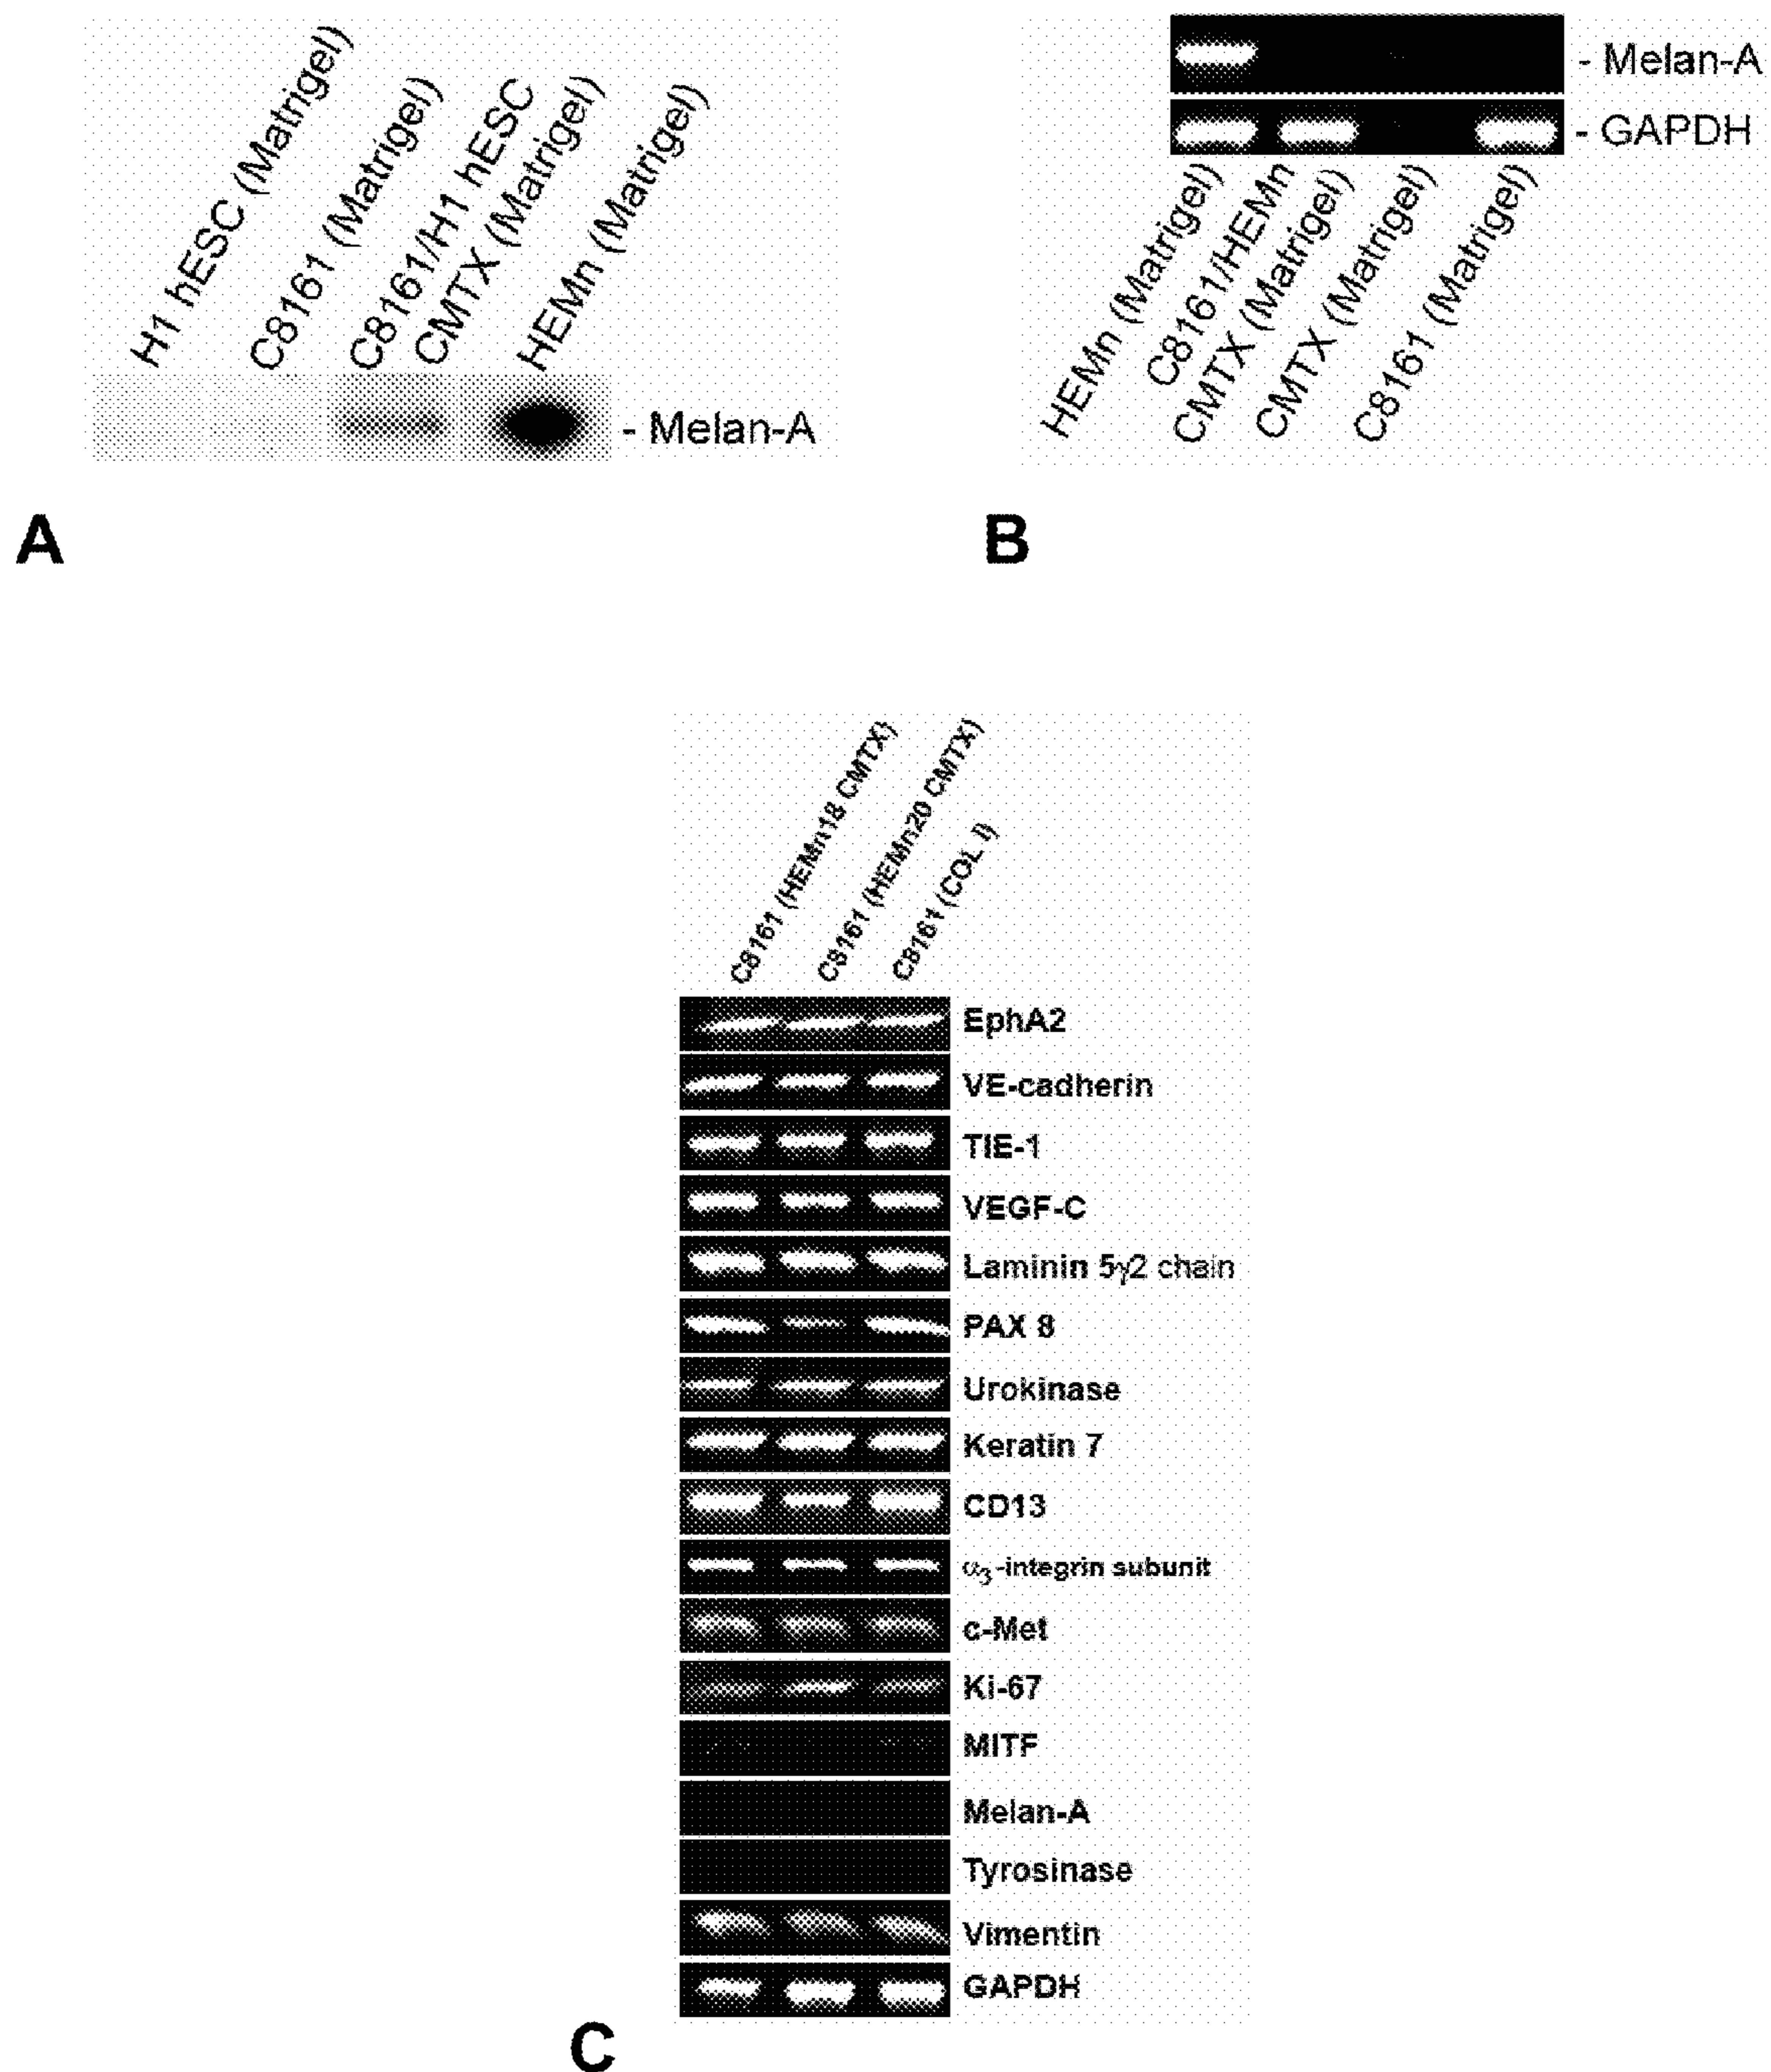 H1 hESC (Matrigel)
C8161 (Matrigel)
C8161/H1 hESC
CMTX (Matrigel)
HEMn (Matrigel)
- Melan-A
A
- Melan-A
- GAPDH
HEMn (Matrigel)
C8161/HEMn
CMTX (Matrigel)
CMTX (Matrigel)
C8161 (Matrigel)
B
C8161 (HEMn18 CMTX)
C8161 (HEMn20 CMTX)
C8161 (COL I)
EphA2
VE-cadherin
TIE-1
VEGF-C
Laminin 5γ2 chain
PAX 8
Urokinase
Keratin 7
CD13
α3-integrin subunit
c-Met
Ki-67
MITF
Melan-A
Tyrosinase
Vimentin
GAPDH
C